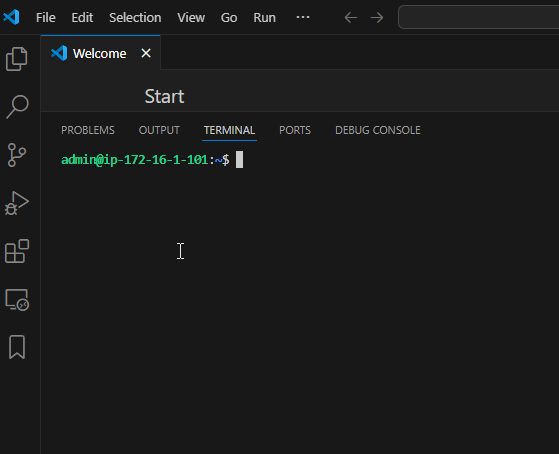 File Edit Selection View Go Run ···
Welcome
Start
PROBLEMS OUTPUT TERMINAL PORTS DEBUG CONSOLE
admin@ip-172-16-1-101:~$